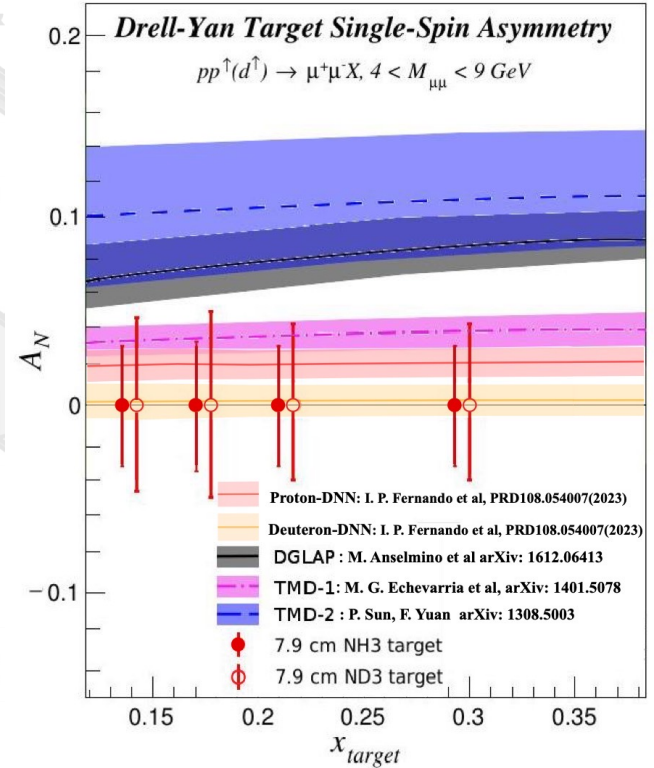 Drell-Yan Target Single-Spin Asymmetry
pp↑(d↑) → μ+μ-X, 4 < Mμμ < 9 GeV
0.2
0.1
0
−0.1
AN
Proton-DNN: I. P. Fernando et al, PRD108.054007(2023)
Deuteron-DNN: I. P. Fernando et al, PRD108.054007(2023)
DGLAP : M. Anselmino et al arXiv: 1612.06413
TMD-1: M. G. Echevarria et al, arXiv: 1401.5078
TMD-2 : P. Sun, F. Yuan arXiv: 1308.5003
7.9 cm NH3 target
7.9 cm ND3 target
0.15 0.2 0.25 0.3 0.35
xtarget